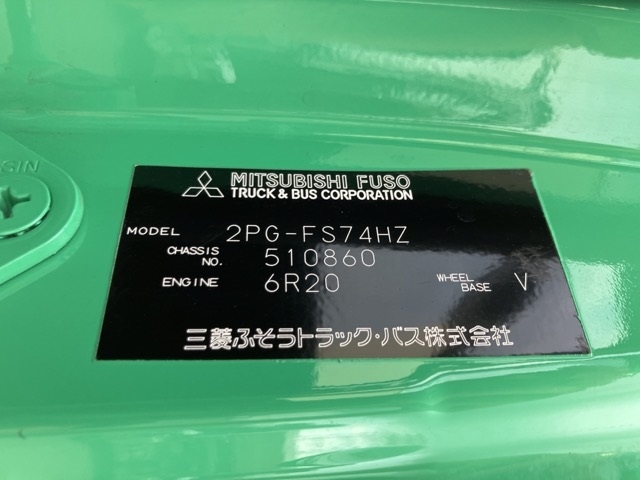 MITSUBISHI FUSO
TRUCK & BUS CORPORATION
MODEL 2PG-FS74HZ
CHASSIS NO. 510860
ENGINE 6R20 WHEEL BASE V
三菱ふそうトラック・バス株式会社